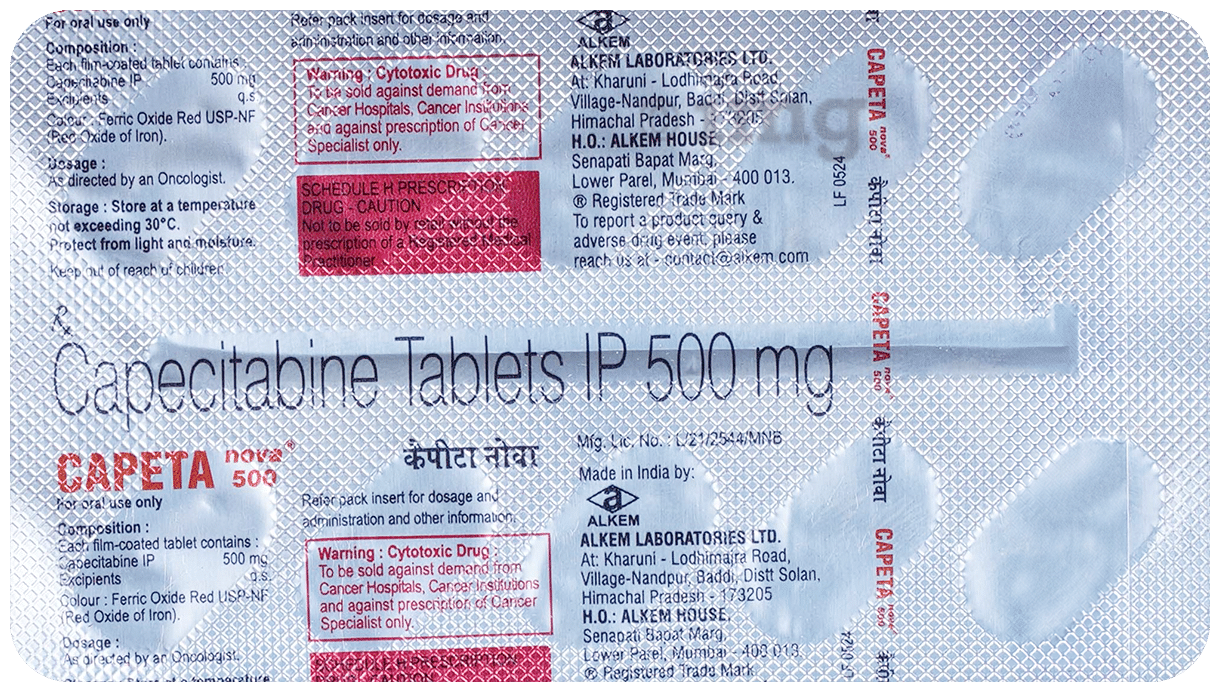 For oral use only
Composition :
Each film-coated tablet contains :
Capecitabine IP 500 mg
Excipients q.s
Colour : Ferric Oxide Red USP-NF
(Red Oxide of Iron).
Dosage :
As directed by an Oncologist.
Storage : Store at a temperature
not exceeding 30°C.
Protect from light and moisture.
Keep out of reach of children.
Refer pack insert for dosage and
administration and other information.
Warning : Cytotoxic Drug
To be sold against demand from
Cancer Hospitals, Cancer Institutions
and against prescription of Cancer
Specialist only.
SCHEDULE H PRESCRIPTION
DRUG - CAUTION
Not to be sold by retail without the
prescription of a Registered Medical
Practitioner
a
ALKEM
ALKEM LABORATORIES LTD.
At: Kharuni - Lodhimajra Road,
Village-Nandpur, Baddi, Distt Solan,
Himachal Pradesh - 173205
H.O.: ALKEM HOUSE,
Senapati Bapat Marg,
Lower Parel, Mumbai - 400 013.
® Registered Trade Mark
To report a product query &
adverse drug event, please
reach us at - contact@alkem.com
mg
LF 0524
नोवा
CAPETA nova® 500
कैपीटा नोवा
CAPETA nova® 500
कैपीटा नोवा
CAPETA nova® 500
Rx
Capecitabine Tablets IP 500 mg
CAPETA nova® 500
For oral use only
Composition :
Each film-coated tablet contains :
Capecitabine IP 500 mg
Excipients q.s.
Colour : Ferric Oxide Red USP-NF
(Red Oxide of Iron).
Dosage :
As directed by an Oncologist.
Storage : Store at a temperature
कैपीटा नोवा
Refer pack insert for dosage and
administration and other information.
Warning : Cytotoxic Drug :
To be sold against demand from
Cancer Hospitals, Cancer Institutions
and against prescription of Cancer
Specialist only.
SCHEDULE H PRESCRIPTION
Mfg. Lic. No. : L/21/2544/MNB
Made in India by:
a
ALKEM
ALKEM LABORATORIES LTD.
At: Kharuni - Lodhimajra Road,
Village-Nandpur, Baddi, Distt Solan,
Himachal Pradesh - 173205
H.O.: ALKEM HOUSE.
Senapati Bapat Marg,
Lower Parel, Mumbai - 400 013.
® Registered Trade Mark
LF 0524